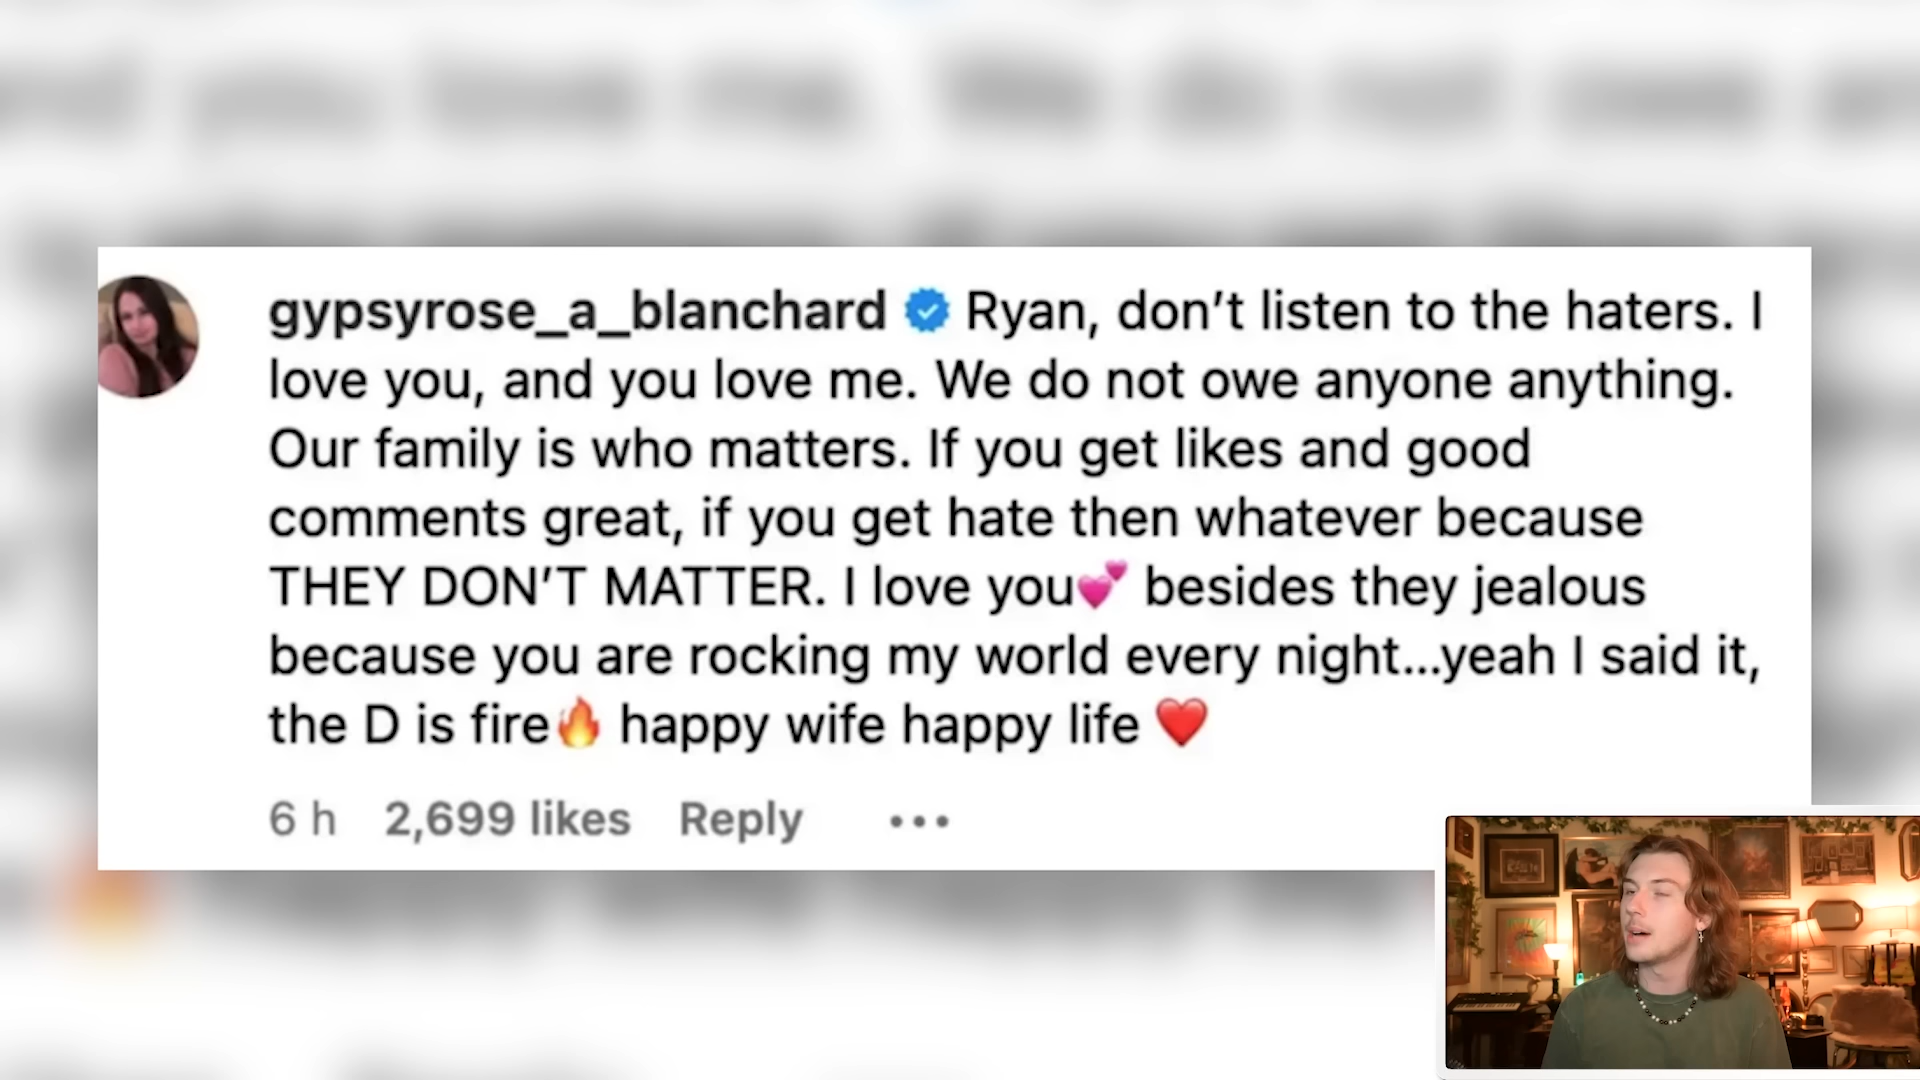 gypsyrose_a_blanchard Ryan, don’t listen to the haters. I
love you, and you love me. We do not owe anyone anything.
Our family is who matters. If you get likes and good
comments great, if you get hate then whatever because
THEY DON’T MATTER. I love you💕 besides they jealous
because you are rocking my world every night...yeah I said it,
the D is fire🔥 happy wife happy life ❤️
6 h 2,699 likes Reply •••